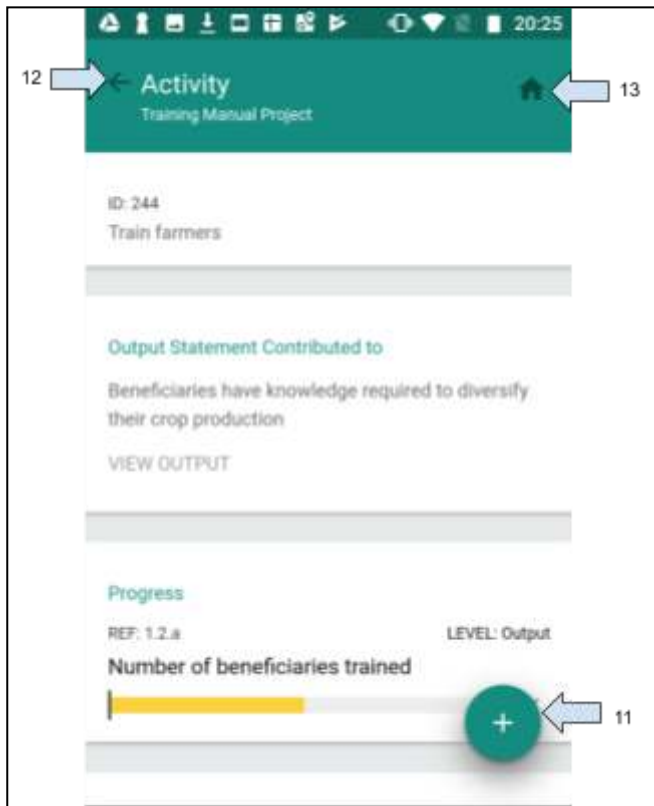 20:25
12
Activity
13
Training Manual Project
ID: 244
Train farmers
Output Statement Contributed to
Beneficiaries have knowledge required to diversify
their crop production
VIEW OUTPUT
Progress
REF: 1.2.a LEVEL: Output
Number of beneficiaries trained
+
11